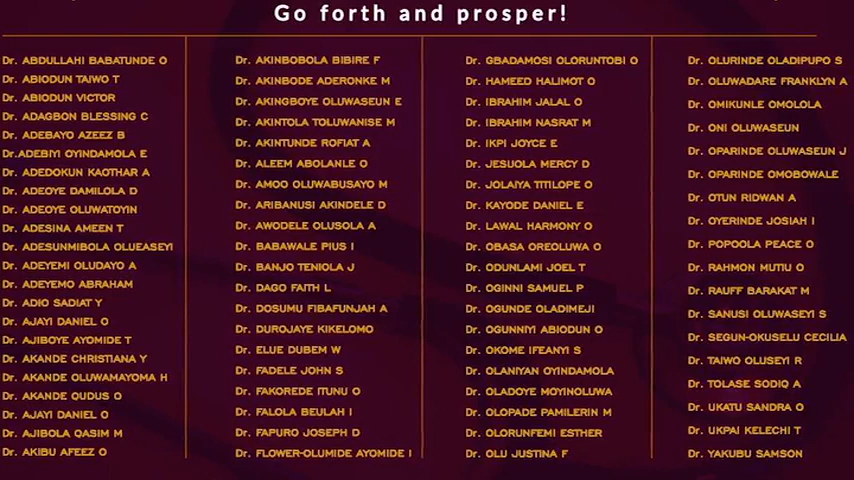 Go forth and prosper!
Dr. ABDULLAHI BABATUNDE O
Dr. ABIODUN TAIWO T
Dr. ABIODUN VICTOR
Dr. ADAGBON BLESSING C
Dr. ADEBAYO AZEEZ B
Dr.ADEBIYI OYINDAMOLA E
Dr. ADEDOKUN KAOTHAR A
Dr. ADEOYE DAMILOLA D
Dr. ADEOYE OLUWATOYIN
Dr. ADESINA AMEEN T
Dr. ADESUNMIBOLA OLUEASEYI
Dr. ADEYEMI OLUDAYO A
Dr. ADEYEMO ABRAHAM
Dr. ADIO SADIAT Y
Dr. AJAYI DANIEL O
Dr. AJIBOYE AYOMIDE T
Dr. AKANDE CHRISTIANA Y
Dr. AKANDE OLUWAMAYOMA H
Dr. AKANDE QUDUS O
Dr. AJAYI DANIEL O
Dr. AJIBOLA QASIM M
Dr. AKIBU AFEEZ O
Dr. AKINBOBOLA BIBIRE F
Dr. AKINBODE ADERONKE M
Dr. AKINGBOYE OLUWASEUN E
Dr. AKINTOLA TOLUWANISE M
Dr. AKINTUNDE ROFIAT A
Dr. ALEEM ABOLANLE O
Dr. AMOO OLUWABUSAYO M
Dr. ARIBANUSI AKINDELE D
Dr. AWODELE OLUSOLA A
Dr. BABAWALE PIUS I
Dr. BANJO TENIOLA J
Dr. DAGO FAITH L
Dr. DOSUMU FIBAFUNJAH A
Dr. DUROJAYE KIKELOMO
Dr. ELUE DUBEM W
Dr. FADELE JOHN S
Dr. FAKOREDE ITUNU O
Dr. FALOLA BEULAH I
Dr. FAPURO JOSEPH D
Dr. FLOWER-OLUMIDE AYOMIDE I
Dr. GBADAMOSI OLORUNTOBI O
Dr. HAMEED HALIMOT O
Dr. IBRAHIM JALAL O
Dr. IBRAHIM NASRAT M
Dr. IKPI JOYCE E
Dr. JESUOLA MERCY D
Dr. JOLAIYA TITILOPE O
Dr. KAYODE DANIEL E
Dr. LAWAL HARMONY O
Dr. OBASA OREOLUWA O
Dr. ODUNLAMI JOEL T
Dr. OGINNI SAMUEL P
Dr. OGUNDE OLADIMEJI
Dr. OGUNNIYI ABIODUN O
Dr. OKOME IFEANYI S
Dr. OLANIYAN OYINDAMOLA
Dr. OLADOYE MOYINOLUWA
Dr. OLOPADE PAMILERIN M
Dr. OLORUNFEMI ESTHER
Dr. OLU JUSTINA F
Dr. OLURINDE OLADIPUPO S
Dr. OLUWADARE FRANKLYN A
Dr. OMIKUNLE OMOLOLA
Dr. ONI OLUWASEUN
Dr. OPARINDE OLUWASEUN J
Dr. OPARINDE OMOBOWALE
Dr. OTUN RIDWAN A
Dr. OYERINDE JOSIAH I
Dr. POPOOLA PEACE O
Dr. RAHMON MUTIU O
Dr. RAUFF BARAKAT M
Dr. SANUSI OLUWASEYI S
Dr. SEGUN-OKUSELU CECILIA
Dr. TAIWO OLUSEYI R
Dr. TOLASE SODIQ A
Dr. UKATU SANDRA O
Dr. UKPAI KELECHI T
Dr. YAKUBU SAMSON